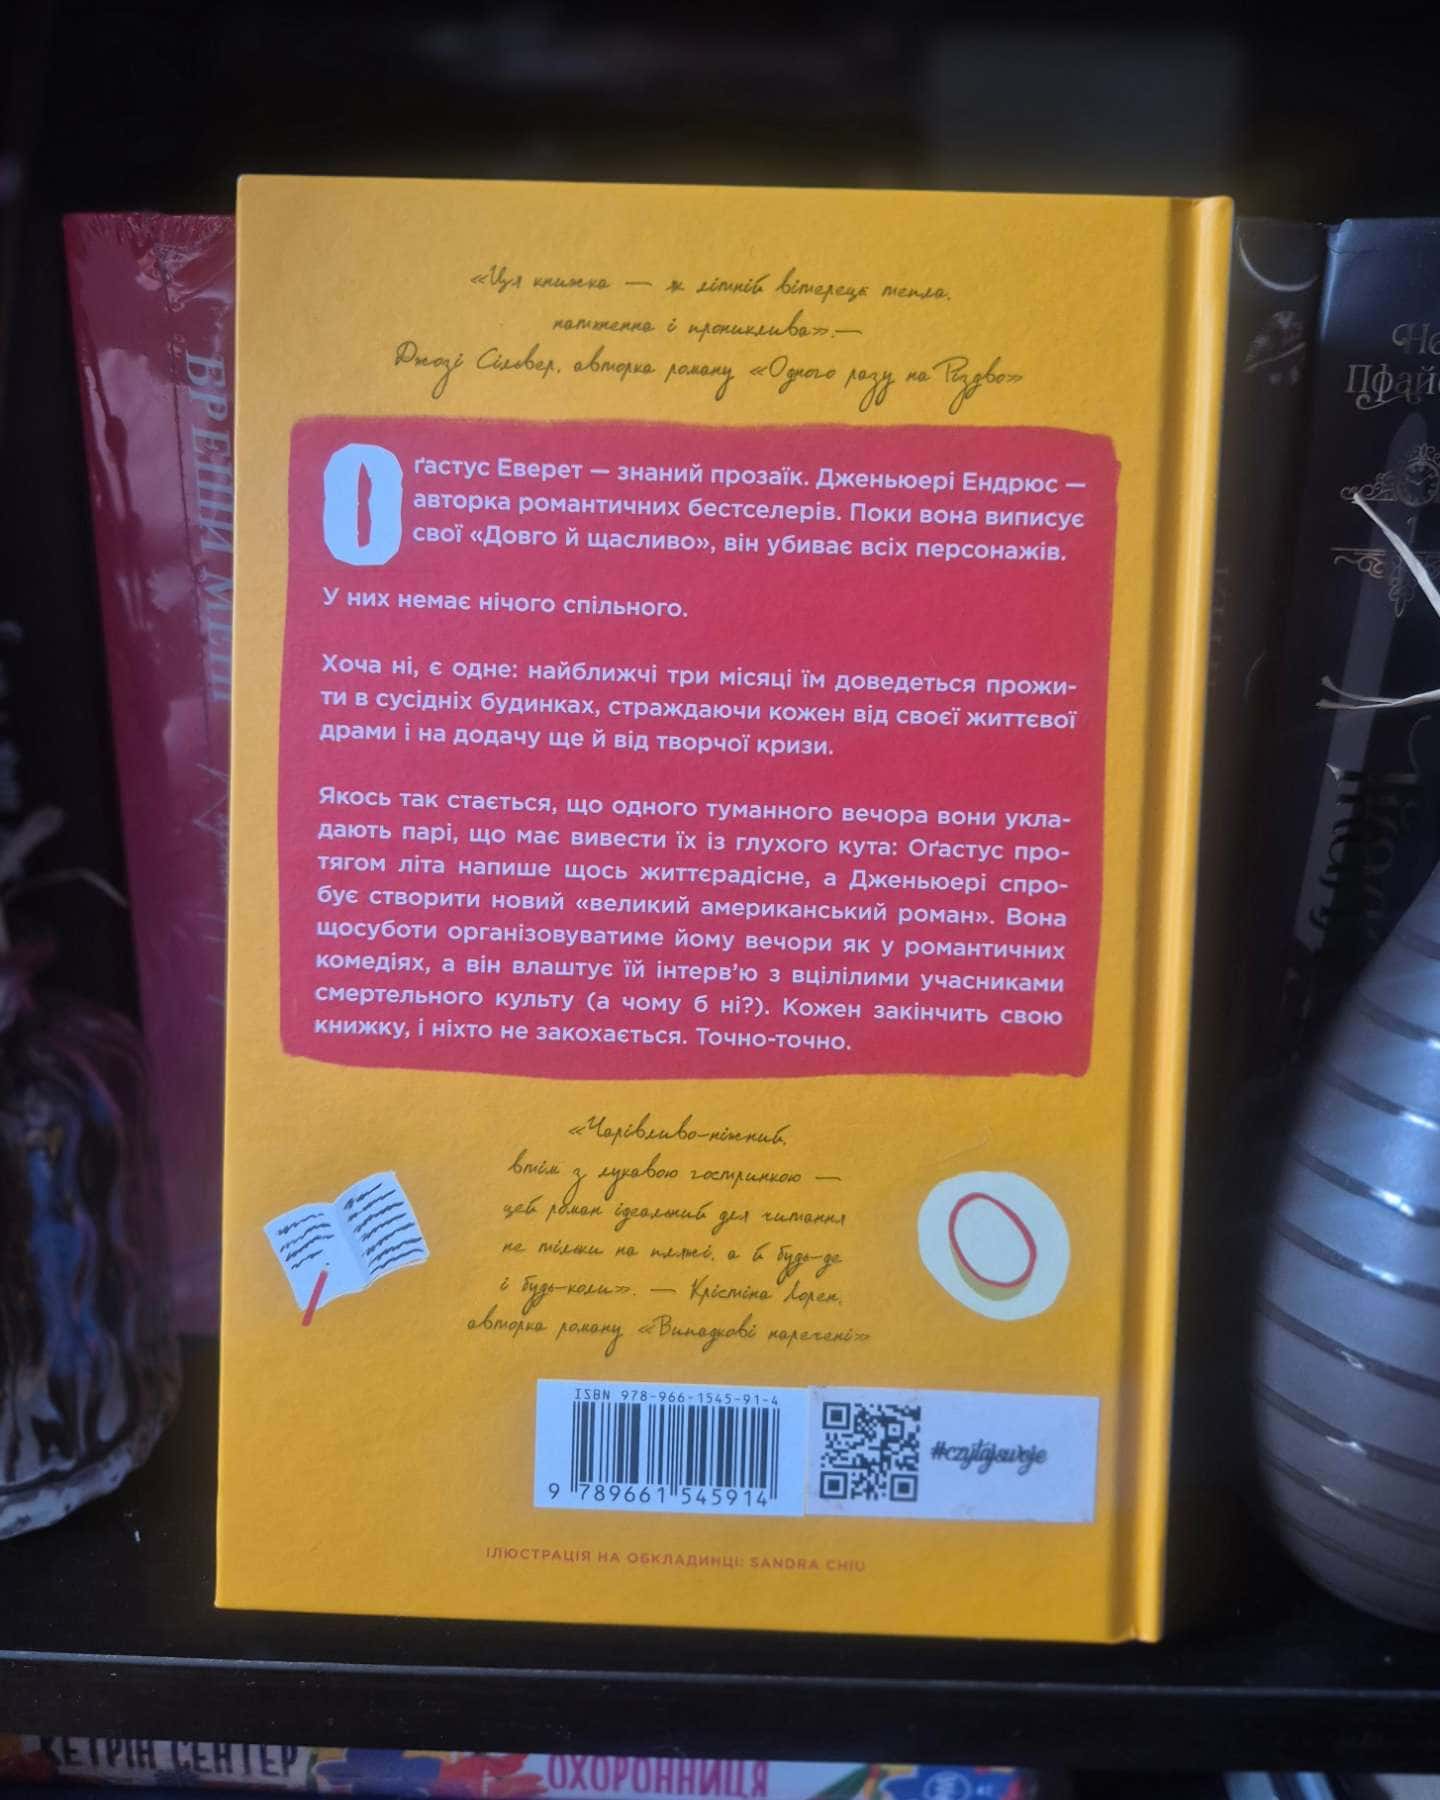 «Ця книжка — як літній вітерець: тепла,
натхненна і прониклива». —
Джозі Сільвер, авторка роману «Одного разу на Різдво»
Оґастус Еверет — знаний прозаїк. Дженьюері Ендрюс —
авторка романтичних бестселерів. Поки вона виписує
свої «Довго й щасливо», він убиває всіх персонажів.
У них немає нічого спільного.
Хоча ні, є одне: найближчі три місяці їм доведеться прожи-
ти в сусідніх будинках, страждаючи кожен від своєї життєвої
драми і на додачу ще й від творчої кризи.
Якось так стається, що одного туманного вечора вони укла-
дають парі, що має вивести їх із глухого кута: Оґастус про-
тягом літа напише щось життєрадісне, а Дженьюері спро-
бує створити новий «великий американський роман». Вона
щосуботи організовуватиме йому вечори як у романтичних
комедіях, а він влаштує їй інтерв’ю з вцілілими учасниками
смертельного культу (а чому б ні?). Кожен закінчить свою
книжку, і ніхто не закохається. Точно-точно.
«Чарівливо-ніжний,
втім з лукавою гостринкою —
цей роман ідеальний для читання
не тільки на пляжі, а й будь-де
і будь-коли». — Крістіна Лорен,
авторка роману «Випадкові наречені»
ISBN 978-966-1545-91-4
9 789661 545914
#czytajswoje
ІЛЮСТРАЦІЯ НА ОБКЛАДИНЦІ: SANDRA CHIU
КЕТРІН СЕНТЕР
ОХОРОННИЦЯ